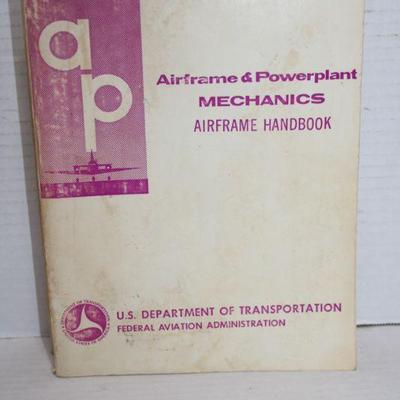 ap
Airframe & Powerplant
MECHANICS
AIRFRAME HANDBOOK
U.S. DEPARTMENT OF TRANSPORTATION
FEDERAL AVIATION ADMINISTRATION